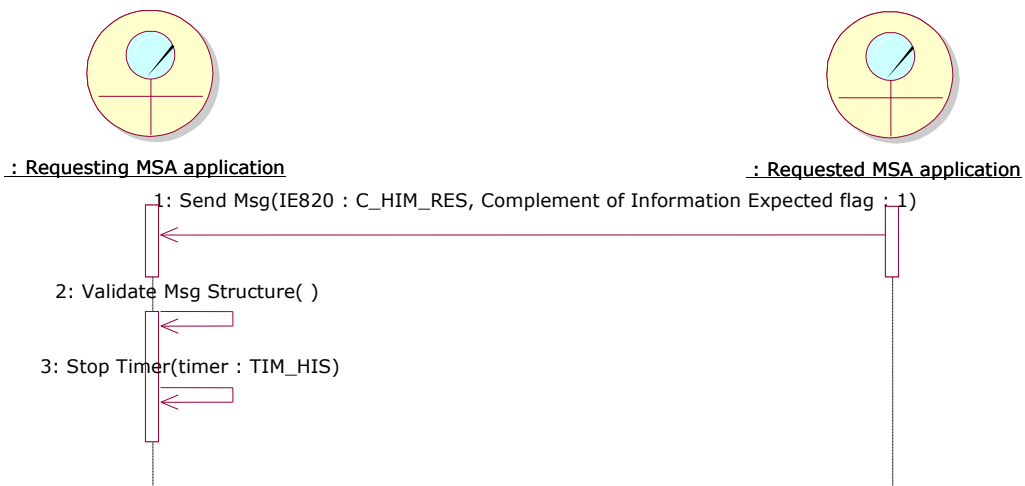 : Requesting MSA application
: Requested MSA application
1: Send Msg(IE820 : C_HIM_RES, Complement of Information Expected flag : 1)
2: Validate Msg Structure( )
3: Stop Timer(timer : TIM_HIS)